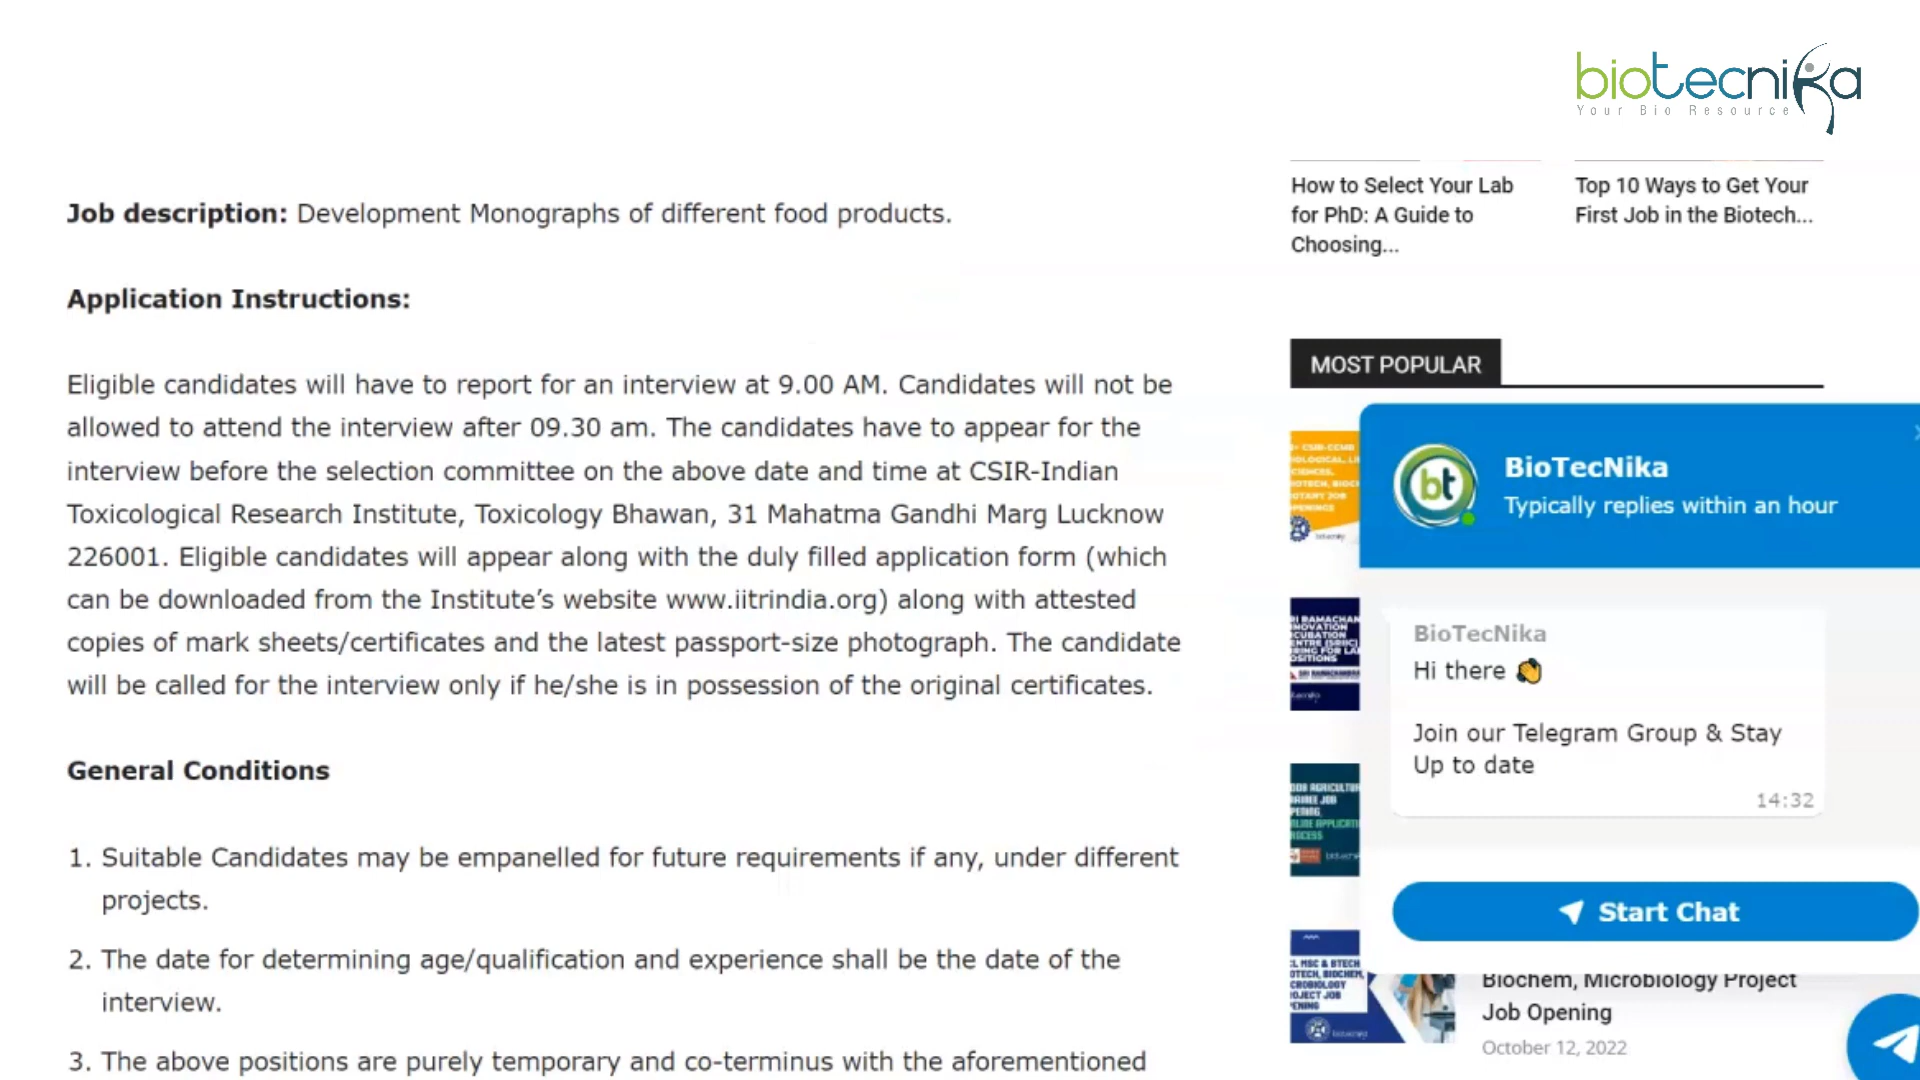 biotecnika
Your Bio Resource
Job description: Development Monographs of different food products.
Application Instructions:
Eligible candidates will have to report for an interview at 9.00 AM. Candidates will not be
allowed to attend the interview after 09.30 am. The candidates have to appear for the
interview before the selection committee on the above date and time at CSIR-Indian
Toxicological Research Institute, Toxicology Bhawan, 31 Mahatma Gandhi Marg Lucknow
226001. Eligible candidates will appear along with the duly filled application form (which
can be downloaded from the Institute’s website www.iitrindia.org) along with attested
copies of mark sheets/certificates and the latest passport-size photograph. The candidate
will be called for the interview only if he/she is in possession of the original certificates.
General Conditions
1. Suitable Candidates may be empanelled for future requirements if any, under different
projects.
2. The date for determining age/qualification and experience shall be the date of the
interview.
3. The above positions are purely temporary and co-terminus with the aforementioned
How to Select Your Lab
for PhD: A Guide to
Choosing...
Top 10 Ways to Get Your
First Job in the Biotech...
MOST POPULAR
bt
BioTecNika
Typically replies within an hour
BioTecNika
Hi there
Join our Telegram Group & Stay
Up to date
14:32
Start Chat
Biochem, Microbiology Project
Job Opening
October 12, 2022